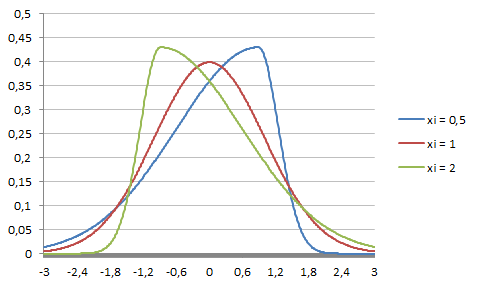 0,5
0,45
0,4
0,35
0,3
0,25
0,2
0,15
0,1
0,05
0
-3 -2,4 -1,8 -1,2 -0,6 0 0,6 1,2 1,8 2,4 3
xi = 0,5
xi = 1
xi = 2